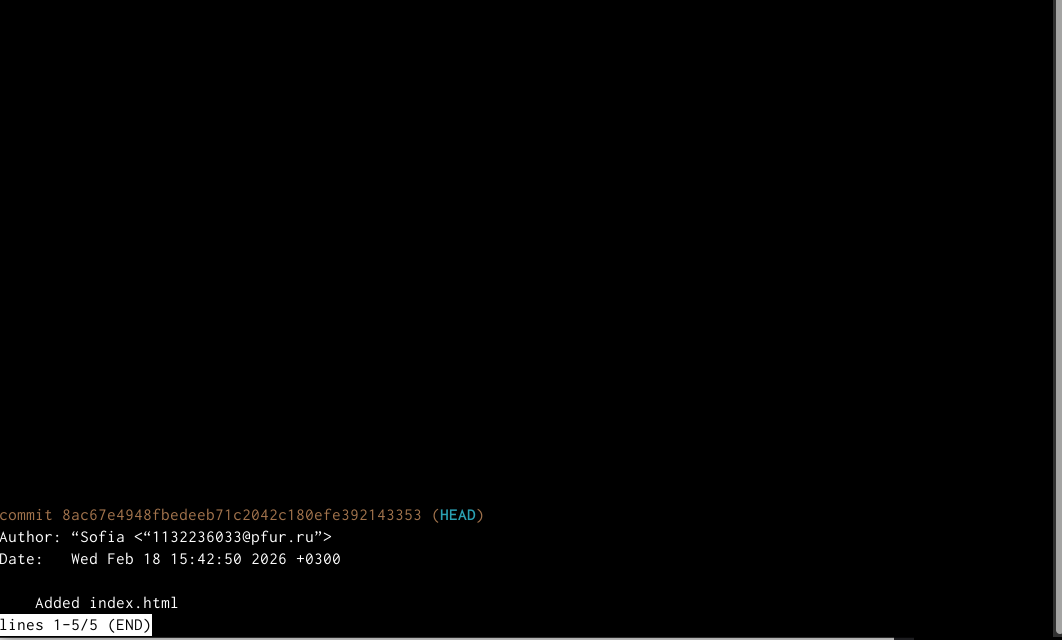 commit 8ac67e4948fbedeeb71c2042c180efe392143353 (HEAD)
Author: “Sofia <“1132236033@pfur.ru”>
Date:   Wed Feb 18 15:42:50 2026 +0300
    Added index.html
lines 1-5/5 (END)